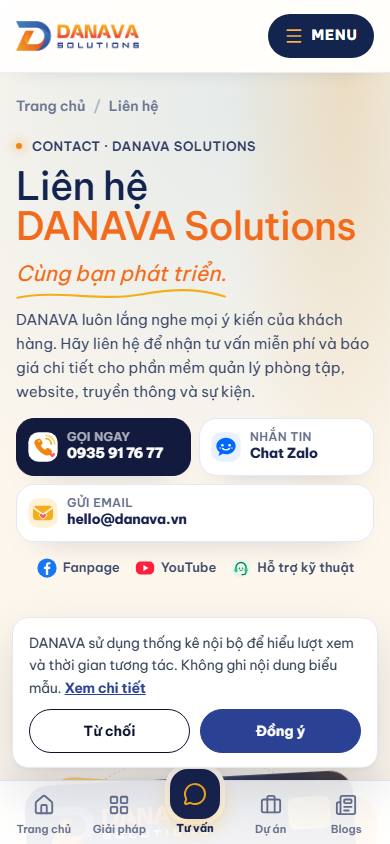 DANAVA
SOLUTIONS
MENU
Trang chủ / Liên hệ
CONTACT · DANAVA SOLUTIONS
Liên hệ
DANAVA Solutions
Cùng bạn phát triển.
DANAVA luôn lắng nghe mọi ý kiến của khách
hàng. Hãy liên hệ để nhận tư vấn miễn phí và báo
giá chi tiết cho phần mềm quản lý phòng tập,
website, truyền thông và sự kiện.
GỌI NGAY
0935 91 76 77
NHẮN TIN
Chat Zalo
GỬI EMAIL
hello@danava.vn
Fanpage
YouTube
Hỗ trợ kỹ thuật
DANAVA sử dụng thống kê nội bộ để hiểu lượt xem
và thời gian tương tác. Không ghi nội dung biểu
mẫu. Xem chi tiết
Từ chối
Đồng ý
Trang chủ
Giải pháp
Tư vấn
Dự án
Blogs